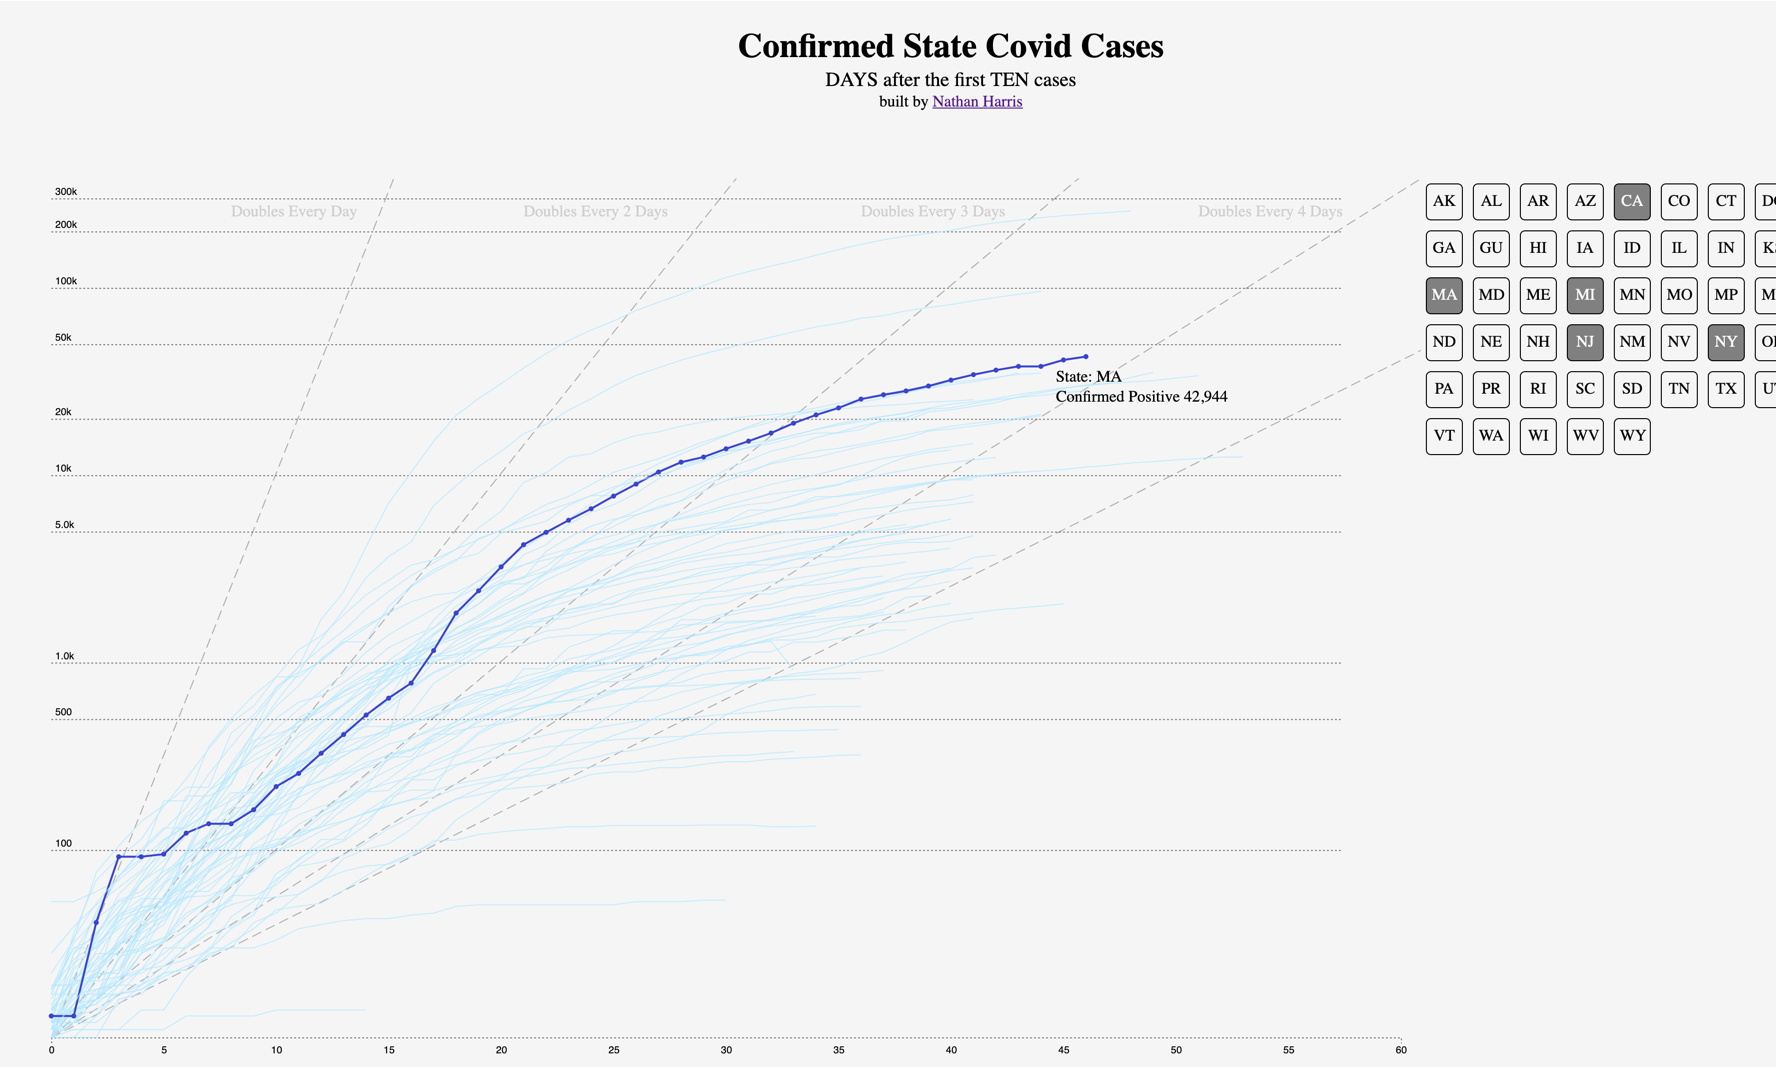 Confirmed State Covid Cases
DAYS after the first TEN cases
built by Nathan Harris
300k
Doubles Every Day
Doubles Every 2 Days
Doubles Every 3 Days
Doubles Every 4 Days
200k
100k
50k
State: MA
Confirmed Positive 42,944
20k
10k
5.0k
1.0k
500
100
0 5 10 15 20 25 30 35 40 45 50 55 60
AK AL AR AZ CA CO CT
GA GU HI IA ID IL IN
MA MD ME MI MN MO MP
ND NE NH NJ NM NV NY
PA PR RI SC SD TN TX
VT WA WI WV WY